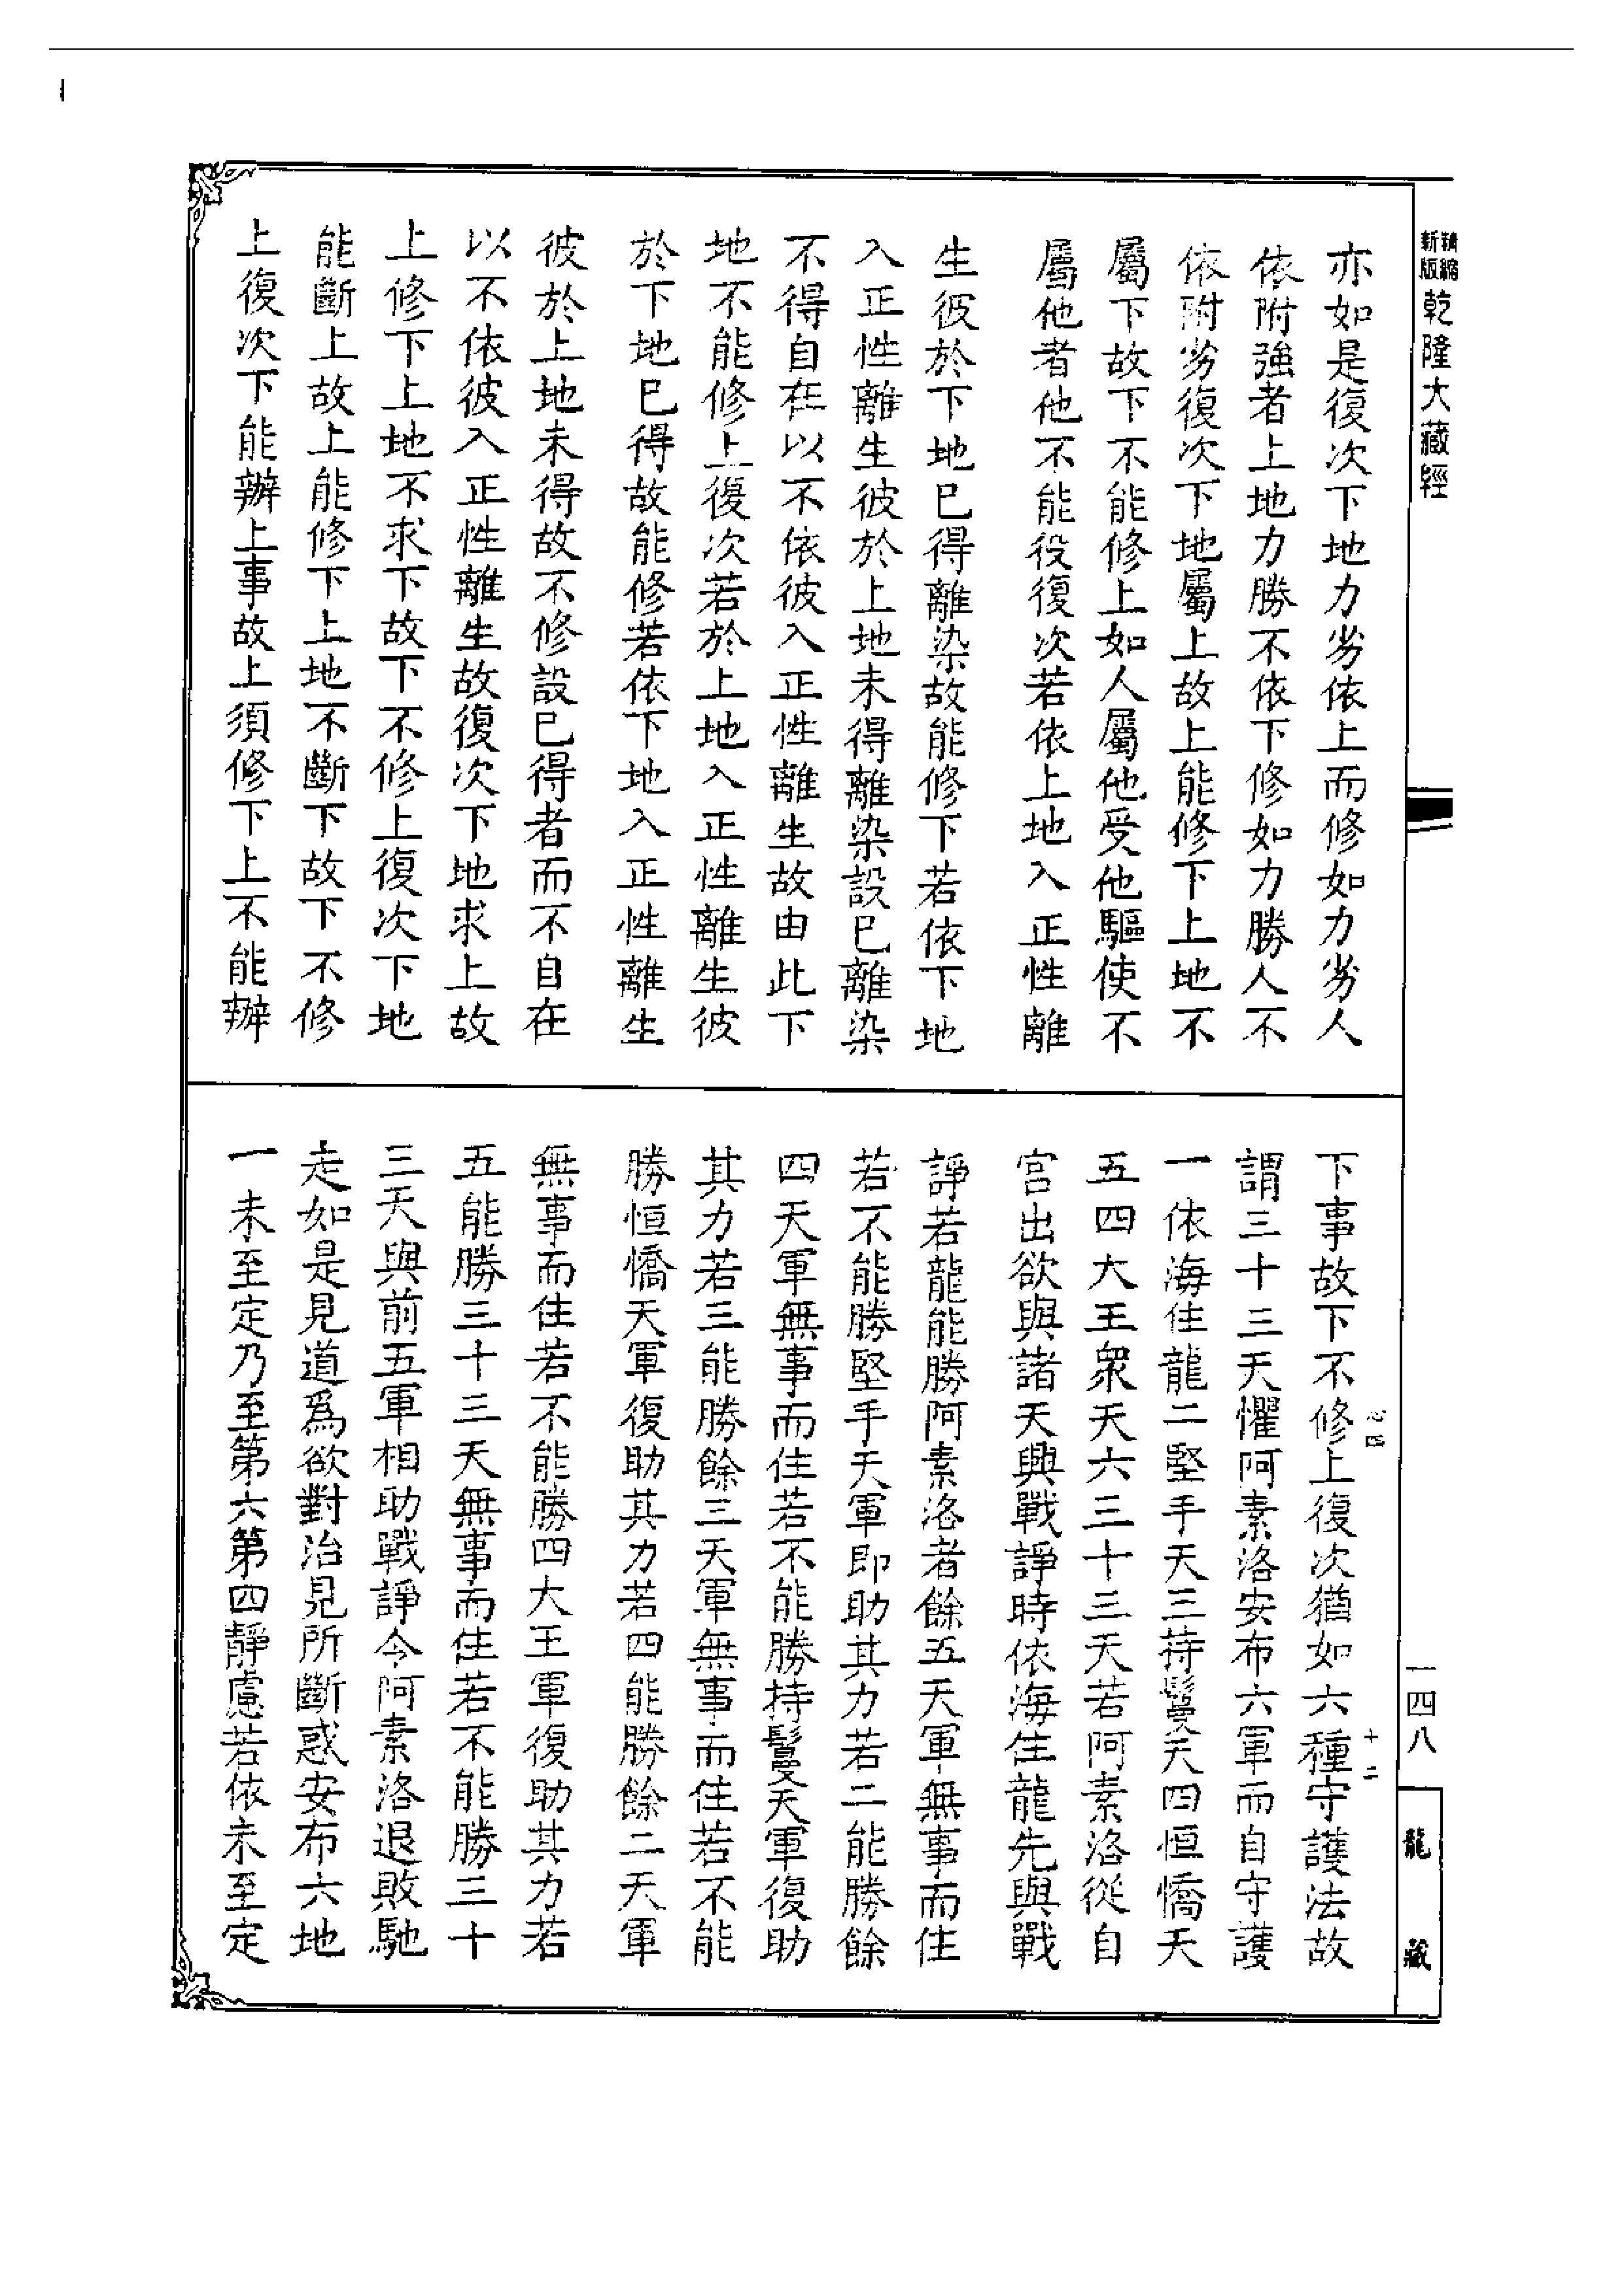 精縮新版乾隆大藏經
亦如是復次下地力劣依上而修如力劣人
依附強者上地力勝不依下修如力勝人不
依附劣復次下地屬上故上能修下上地不
屬下故下不能修上如人屬他受他驅使不
屬他者他不能役復次若依上地入正性離
生彼於下地已得離染故能修下若依下地
入正性離生彼於上地未得離染設已離染
不得自在以不依彼入正性離生故由此下
地不能修上復次若於上地入正性離生彼
於下地已得故能修若依下地入正性離生
彼於上地未得故不修設已得者而不自在
以不依彼入正性離生故復次下地求上故
上修下上地不求下故下不修上復次下地
能斷上故上能修下上地不斷下故下不修
上復次下能辦上事故上須修下上不能辦
下事故下不修上復次猶如六種守護法故
謂三十三天懼阿素洛安布六軍而自守護
一依海住龍二堅手天三持鬘天四恒憍天
五四大王衆天六三十三天若阿素洛從自
宮出欲與諸天興戰諍時依海住龍先與戰
諍若龍能勝阿素洛者餘五天軍無事而住
若不能勝堅手天軍即助其力若二能勝餘
四天軍無事而住若不能勝持鬘天軍復助
其力若三能勝餘三天軍無事而住若不能
勝恒憍天軍復助其力若四能勝餘二天軍
無事而住若不能勝四大王軍復助其力若
五能勝三十三天無事而住若不能勝三十
三天與前五軍相助戰諍令阿素洛退敗馳
走如是見道爲欲對治見所斷惑安布六地
一未至定乃至第六第四靜慮若依未至定
心四
十二
一四八
龍藏